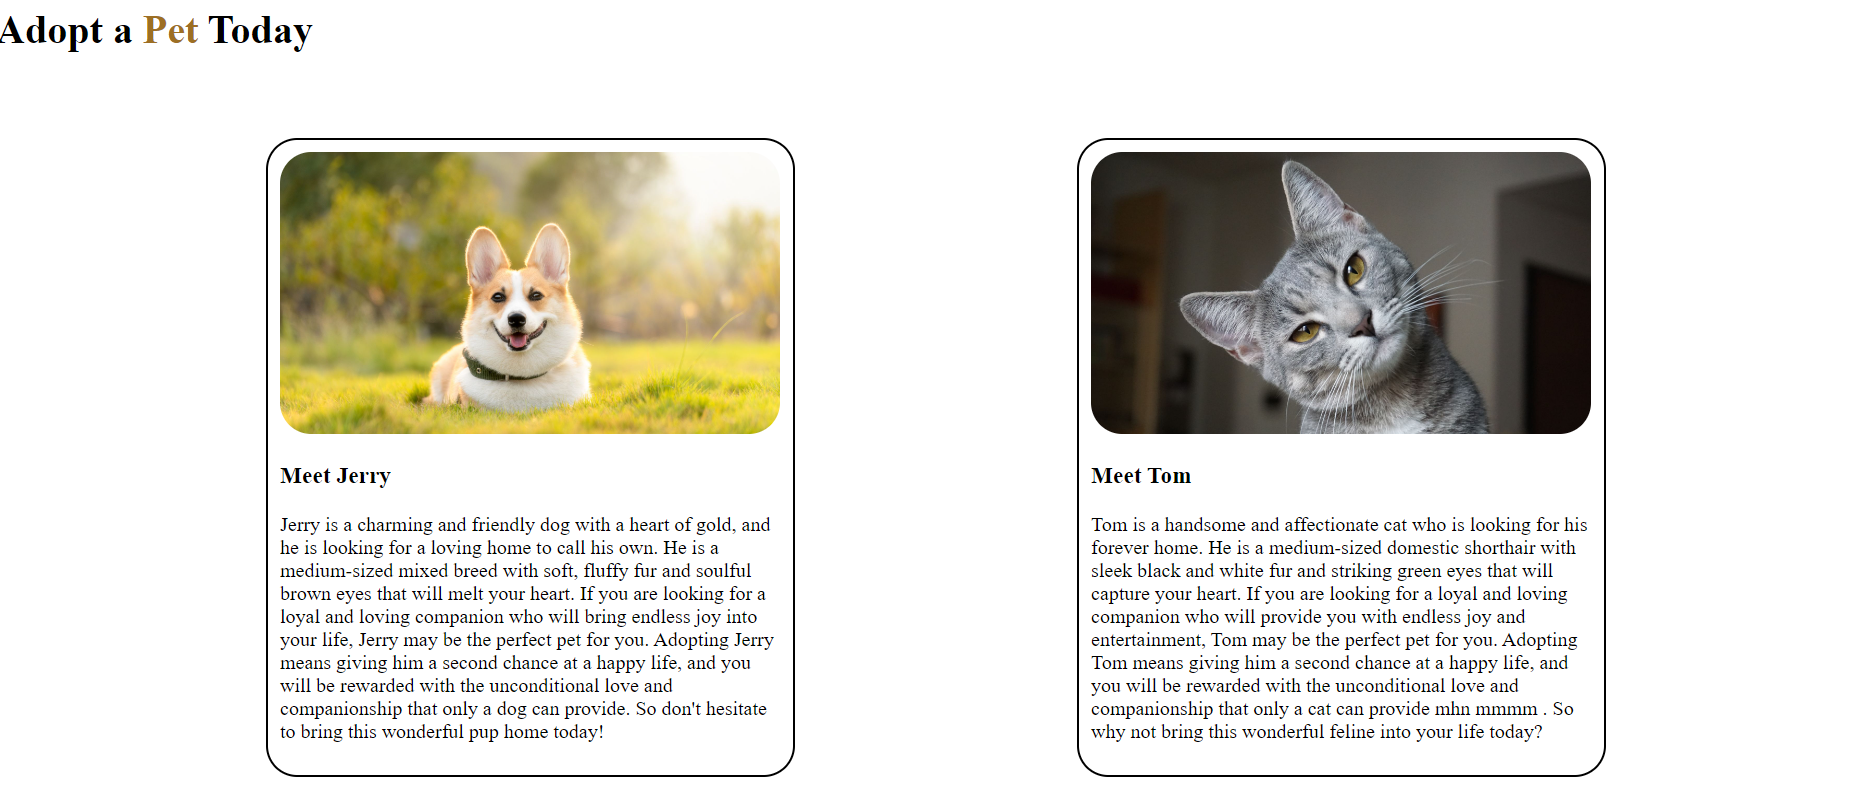 Adopt a Pet Today
Meet Jerry
Jerry is a charming and friendly dog with a heart of gold, and
he is looking for a loving home to call his own. He is a
medium-sized mixed breed with soft, fluffy fur and soulful
brown eyes that will melt your heart. If you are looking for a
loyal and loving companion who will bring endless joy into
your life, Jerry may be the perfect pet for you. Adopting Jerry
means giving him a second chance at a happy life, and you
will be rewarded with the unconditional love and
companionship that only a dog can provide. So don't hesitate
to bring this wonderful pup home today!
Meet Tom
Tom is a handsome and affectionate cat who is looking for his
forever home. He is a medium-sized domestic shorthair with
sleek black and white fur and striking green eyes that will
capture your heart. If you are looking for a loyal and loving
companion who will provide you with endless joy and
entertainment, Tom may be the perfect pet for you. Adopting
Tom means giving him a second chance at a happy life, and
you will be rewarded with the unconditional love and
companionship that only a cat can provide mhn mmmm . So
why not bring this wonderful feline into your life today?